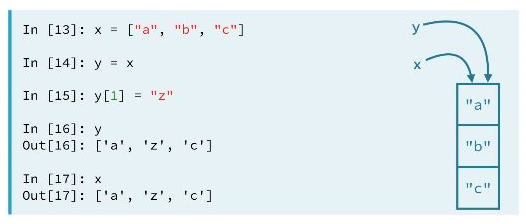 In [13]: x = ["a", "b", "c"]
In [14]: y = x
In [15]: y[1] = "z"
In [16]: y
Out[16]: ['a', 'z', 'c']
In [17]: x
Out[17]: ['a', 'z', 'c']
y
x
"a"
"b"
"c"